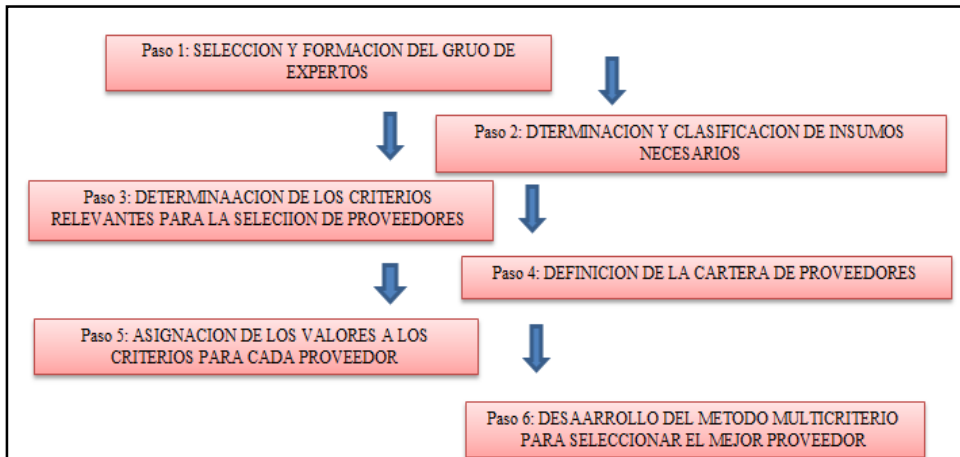 Paso 1: SELECCION Y FORMACION DEL GRUO DE
EXPERTOS
Paso 2: DTERMINACION Y CLASIFICACION DE INSUMOS
NECESARIOS
Paso 3: DETERMINAACION DE LOS CRITERIOS
RELEVANTES PARA LA SELECIION DE PROVEEDORES
Paso 4: DEFINICION DE LA CARTERA DE PROVEEDORES
Paso 5: ASIGNACION DE LOS VALORES A LOS
CRITERIOS PARA CADA PROVEEDOR
Paso 6: DESAARROLLO DEL METODO MULTICRITERIO
PARA SELECCIONAR EL MEJOR PROVEEDOR